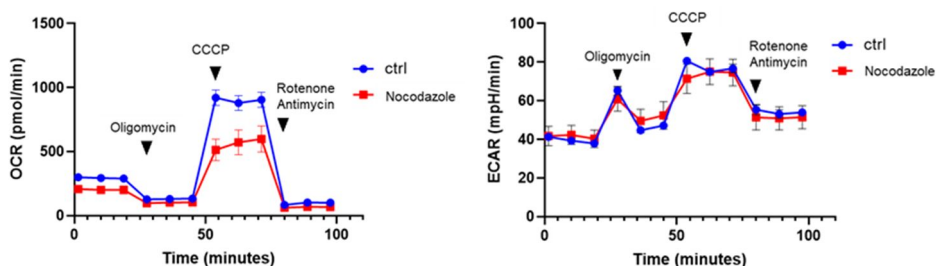 1500
1000
500
0
OCR (pmol/min)
Oligomycin
CCCP
Rotenone
Antimycin
ctrl
Nocodazole
0
50
100
Time (minutes)
100
80
60
40
20
0
ECAR (mpH/min)
Oligomycin
CCCP
Rotenone
Antimycin
ctrl
Nocodazole
0
50
100
Time (minutes)